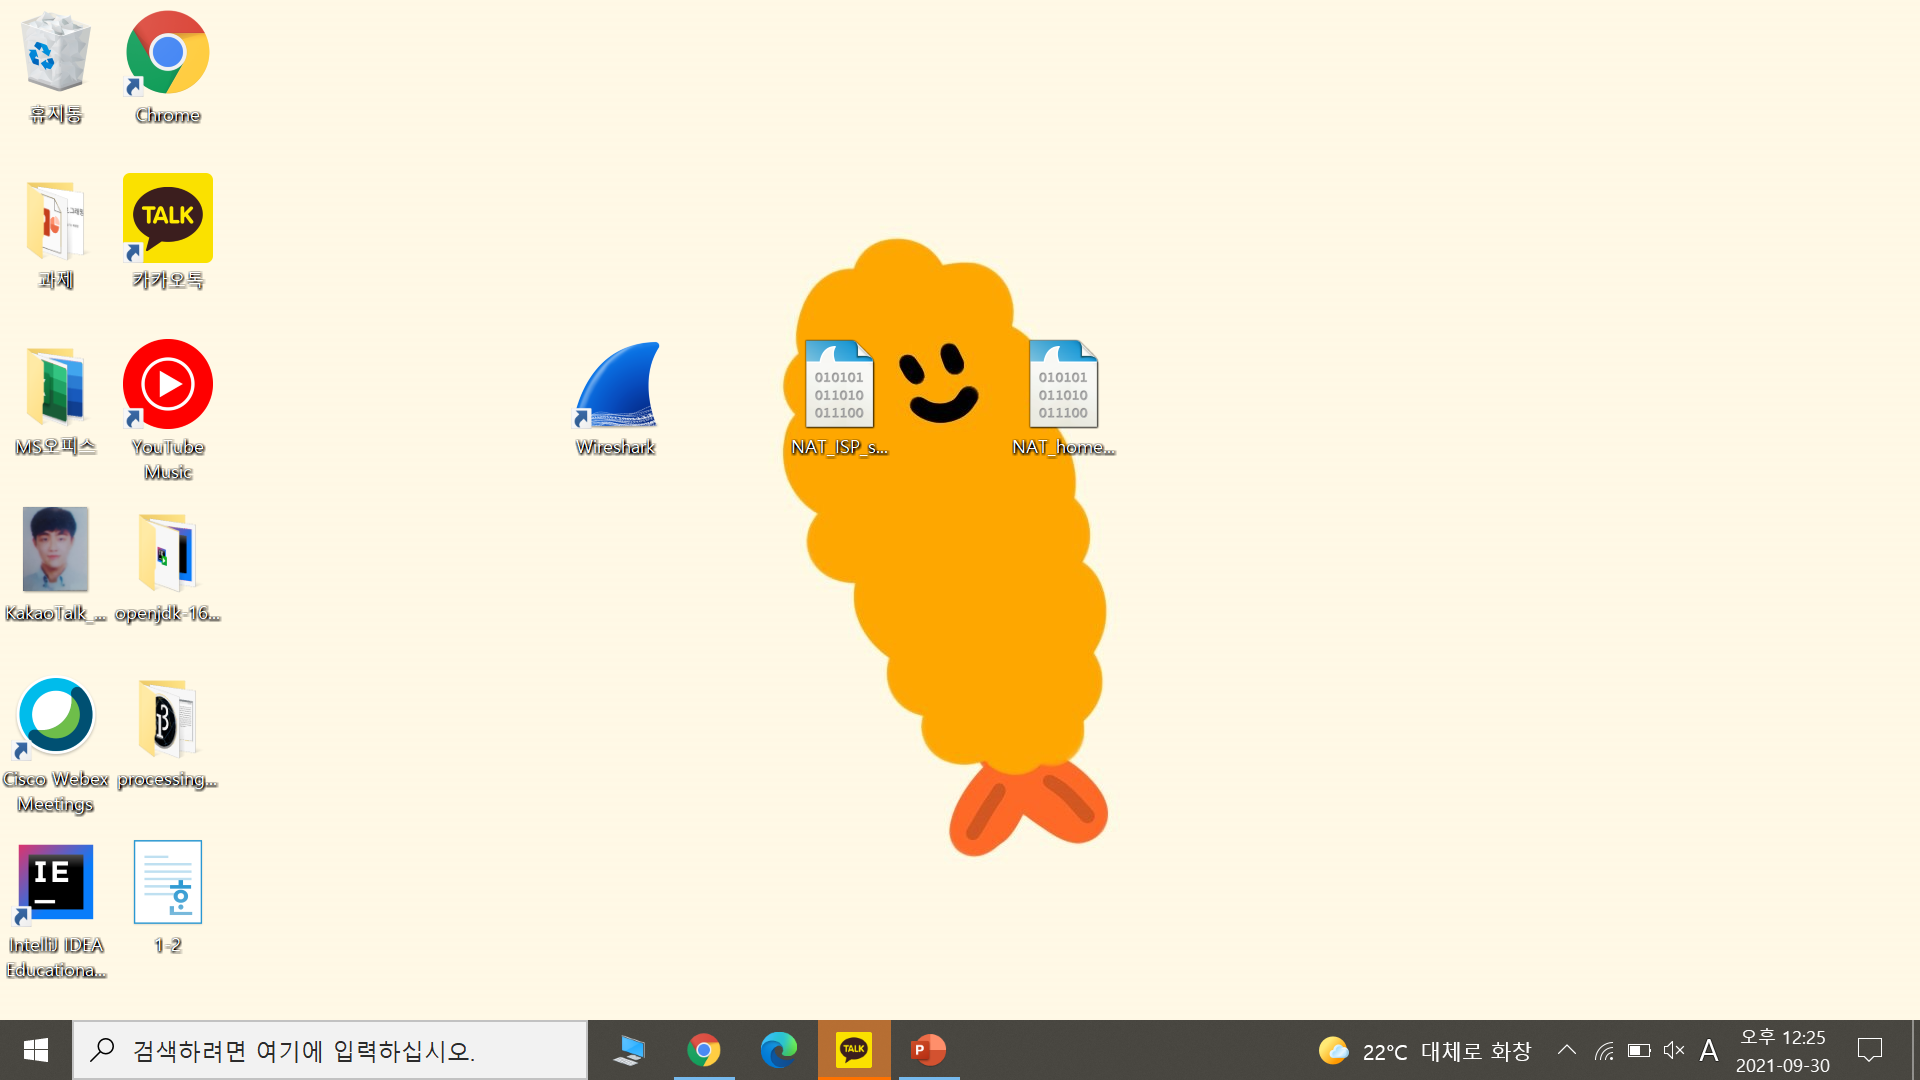 휴지통
Chrome
과제
TALK
카카오톡
MS오피스
YouTube
Music
Wireshark
010101
011010
011100
NAT_ISP_s...
010101
011010
011100
NAT_home...
KakaoTalk_...
openjdk-16...
Cisco Webex
Meetings
processing...
IE
IntelliJ IDEA
Educationa...
한
1-2
검색하려면 여기에 입력하십시오.
TALK
P
22°C 대체로 화창
A
오후 12:25
2021-09-30